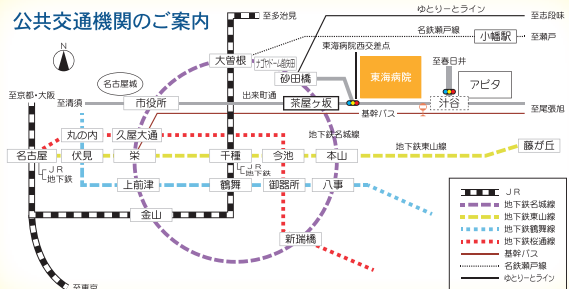 公共交通機関のご案内
至多治見
ゆとりーとライン
至志段味
名鉄瀬戸線
小幡駅
至瀬戸
N
大曽根
ナゴヤドーム前矢田
東海病院西交差点
砂田橋
東海病院
至春日井
アピタ
名古屋城
至京都・大阪
至清須
市役所
出来町通
茶屋ヶ坂
汁谷
至尾張旭
基幹バス
丸の内
久屋大通
地下鉄名城線
地下鉄東山線
藤が丘
名古屋
伏見
栄
千種
今池
本山
JR
地下鉄
JR
地下鉄
上前津
鶴舞
御器所
八事
金山
新瑞橋
至東京
JR
地下鉄名城線
地下鉄東山線
地下鉄鶴舞線
地下鉄桜通線
基幹バス
名鉄瀬戸線
ゆとりーとライン